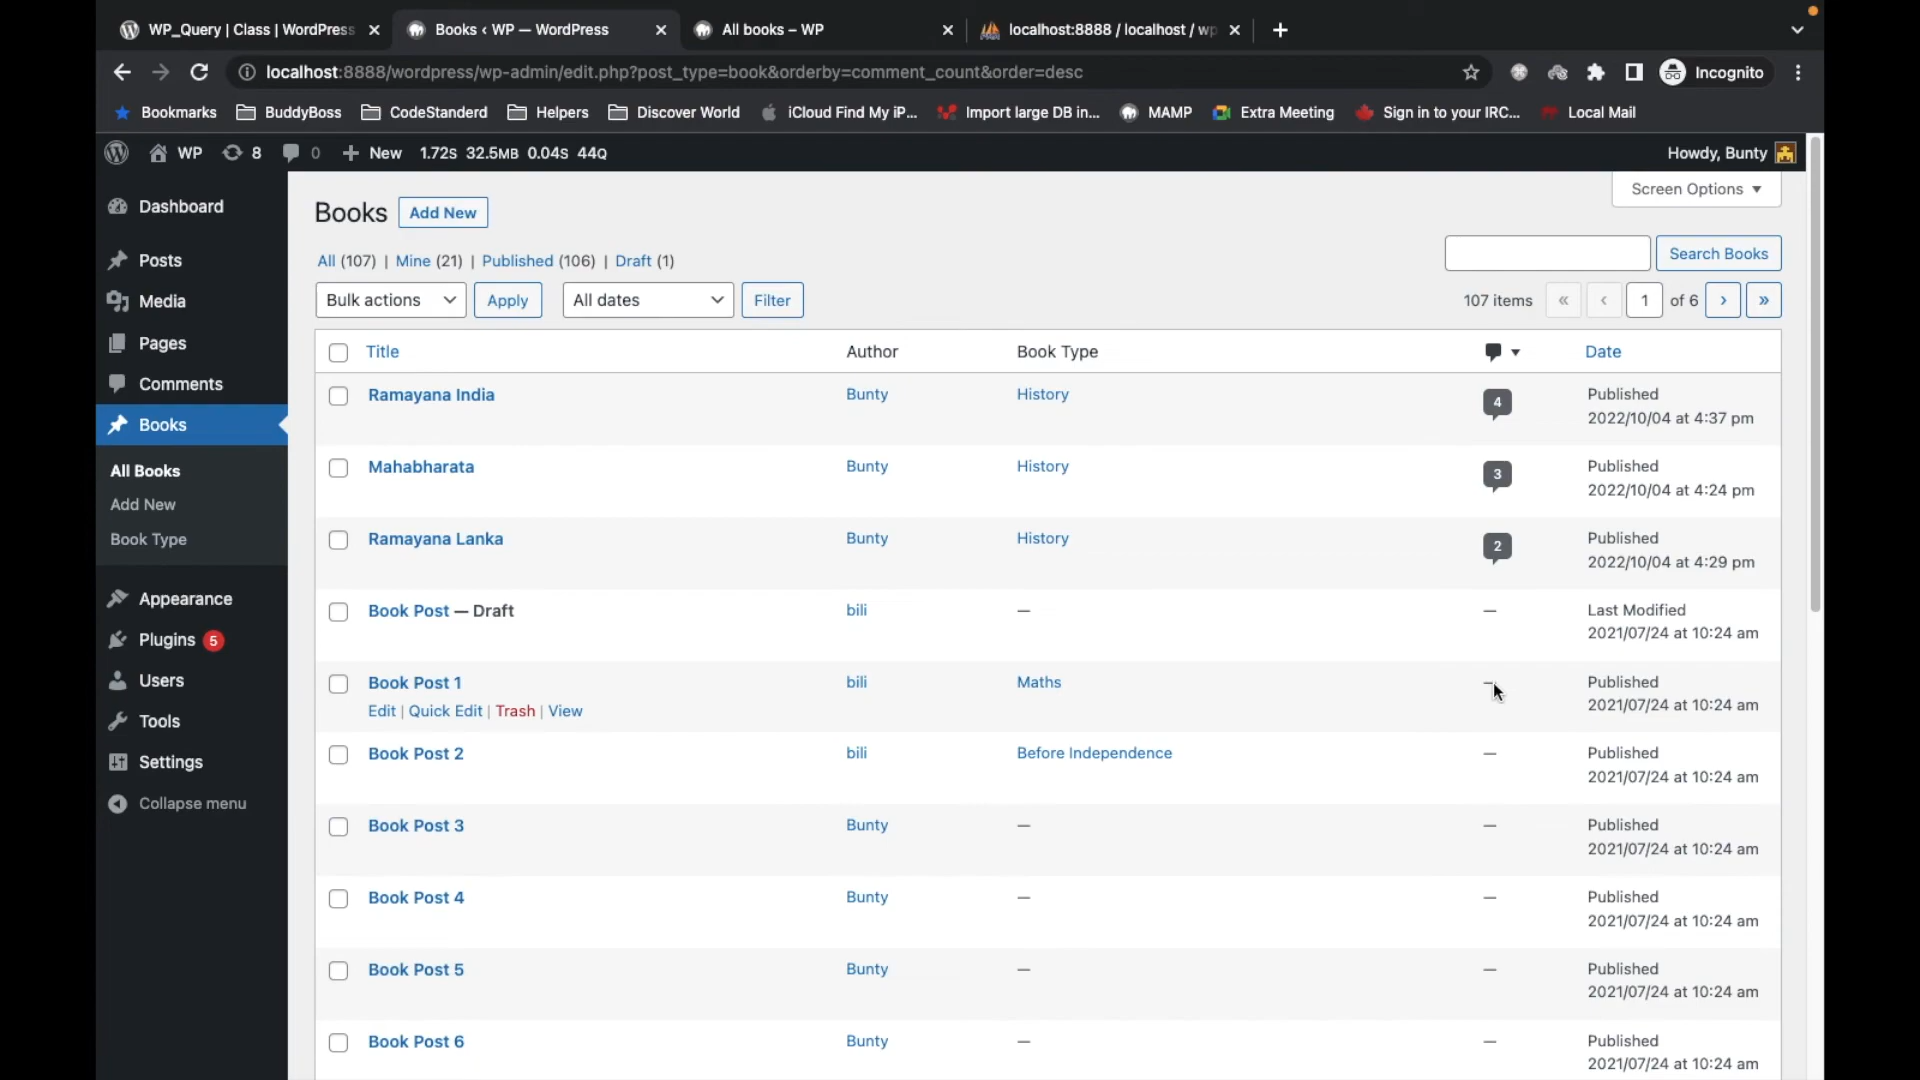 WP_Query | Class | WordPress
Books ‹ WP — WordPress
All books – WP
localhost:8888 / localhost / wp
localhost:8888/wordpress/wp-admin/edit.php?post_type=book&orderby=comment_count&order=desc
Incognito
Bookmarks
BuddyBoss
CodeStanderd
Helpers
Discover World
iCloud Find My iP...
Import large DB in...
MAMP
Extra Meeting
Sign in to your IRC...
Local Mail
WP
8
0
New
1.72S 32.5MB 0.04S 44Q
Howdy, Bunty
Dashboard
Posts
Media
Pages
Comments
Books
All Books
Add New
Book Type
Appearance
Plugins 5
Users
Tools
Settings
Collapse menu
Screen Options
Books Add New
All (107) | Mine (21) | Published (106) | Draft (1)
Search Books
Bulk actions Apply All dates Filter
107 items « ‹ 1 of 6 › »
Title Author Book Type Date
Ramayana India Bunty History 4 Published
2022/10/04 at 4:37 pm
Mahabharata Bunty History 3 Published
2022/10/04 at 4:24 pm
Ramayana Lanka Bunty History 2 Published
2022/10/04 at 4:29 pm
Book Post — Draft bili — — Last Modified
2021/07/24 at 10:24 am
Book Post 1 bili Maths — Published
Edit | Quick Edit | Trash | View 2021/07/24 at 10:24 am
Book Post 2 bili Before Independence — Published
2021/07/24 at 10:24 am
Book Post 3 Bunty — — Published
2021/07/24 at 10:24 am
Book Post 4 Bunty — — Published
2021/07/24 at 10:24 am
Book Post 5 Bunty — — Published
2021/07/24 at 10:24 am
Book Post 6 Bunty — — Published
2021/07/24 at 10:24 am